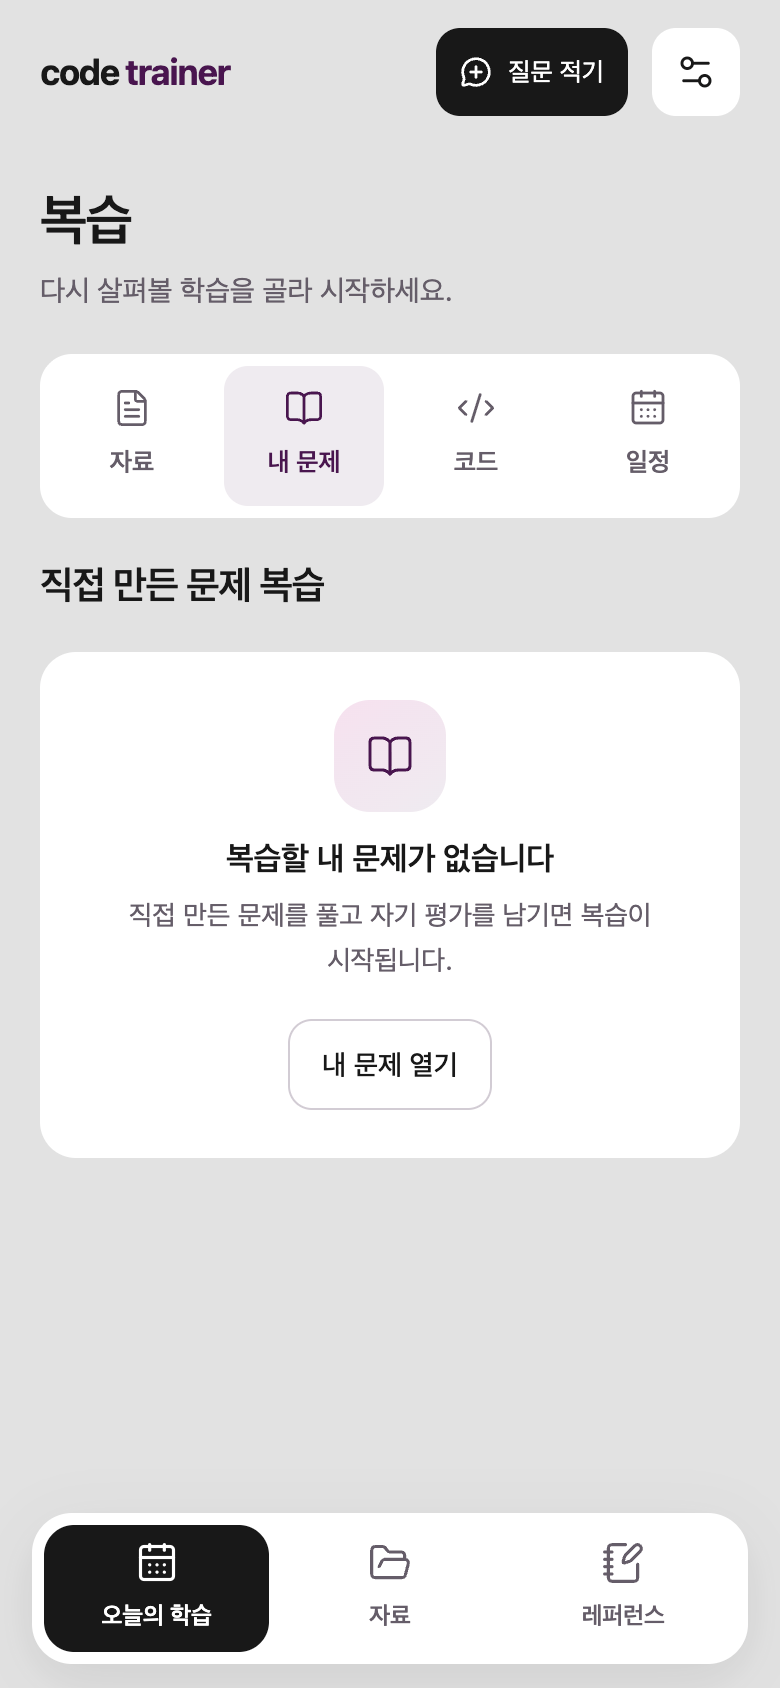 code trainer
질문 적기
복습
다시 살펴볼 학습을 골라 시작하세요.
자료
내 문제
코드
일정
직접 만든 문제 복습
복습할 내 문제가 없습니다
직접 만든 문제를 풀고 자기 평가를 남기면 복습이
시작됩니다.
내 문제 열기
오늘의 학습
자료
레퍼런스